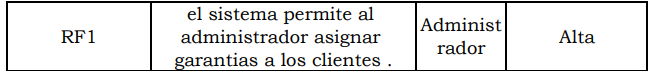 RF1
el sistema permite al
administrador asignar
garantias a los clientes .
Administ
rador
Alta